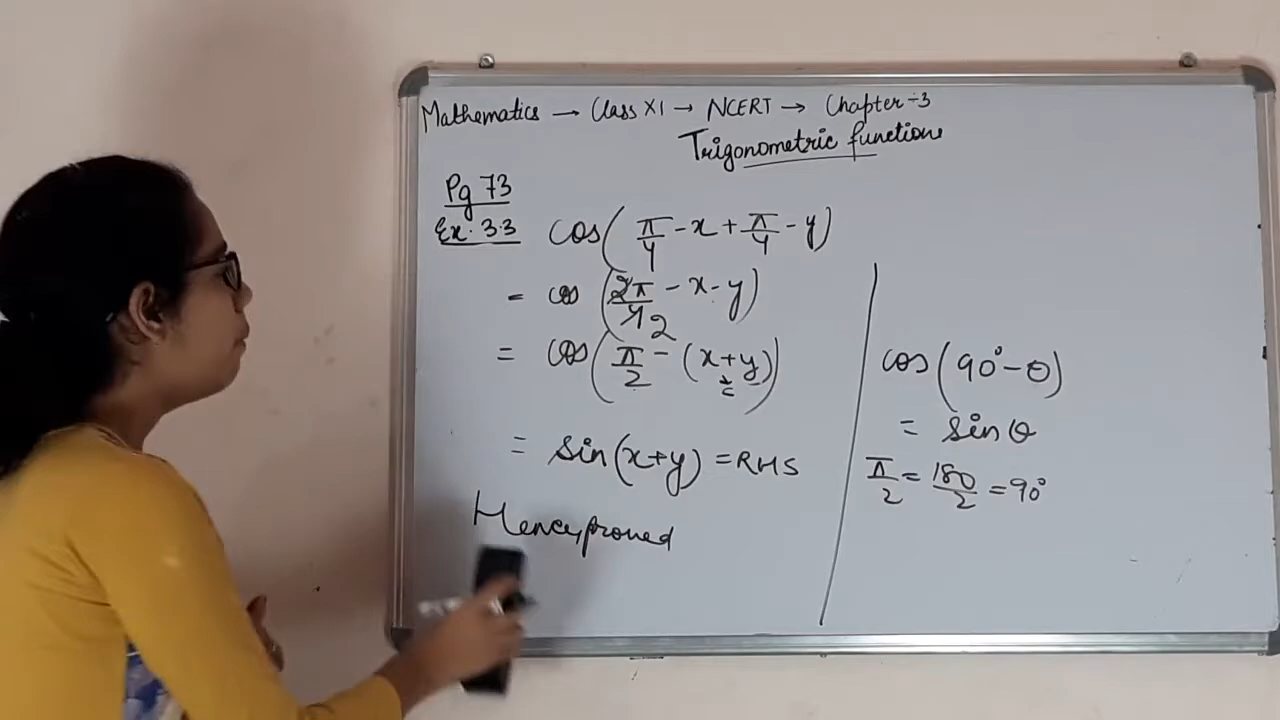 Mathematics → Class XI → NCERT → Chapter-3
Trigonometric functions
Pg 73
Ex. 3.3
cos(π/4 - x + π/4 - y)
= cos(2π/4 2 - x - y)
= cos(π/2 - (x+y))
= sin(x+y) = RHS
Hence, proved
cos(90° - θ)
= sin θ
π/2 = 180/2 = 90°